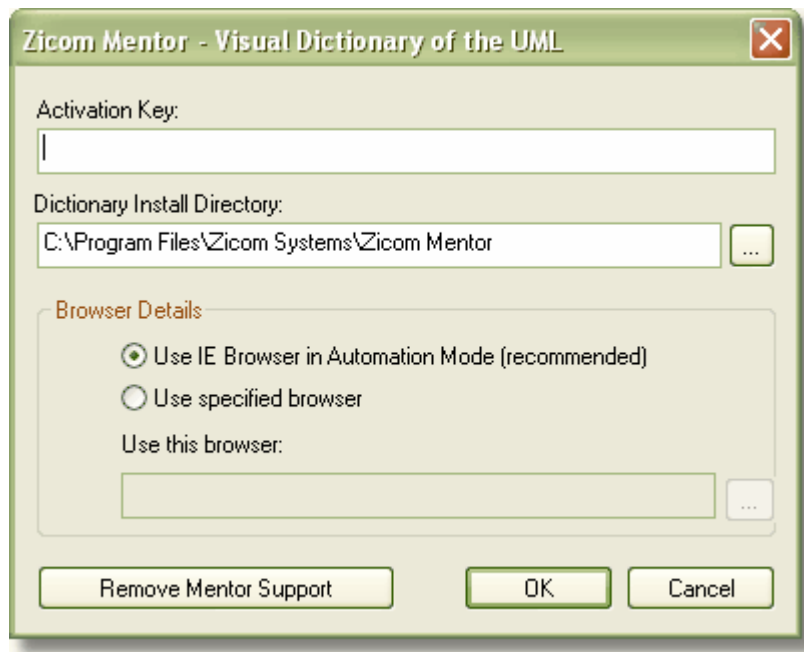 Zicom Mentor - Visual Dictionary of the UML
Activation Key:
Dictionary Install Directory:
C:\Program Files\Zicom Systems\Zicom Mentor
...
Browser Details
Use IE Browser in Automation Mode (recommended)
Use specified browser
Use this browser:
...
Remove Mentor Support OK Cancel